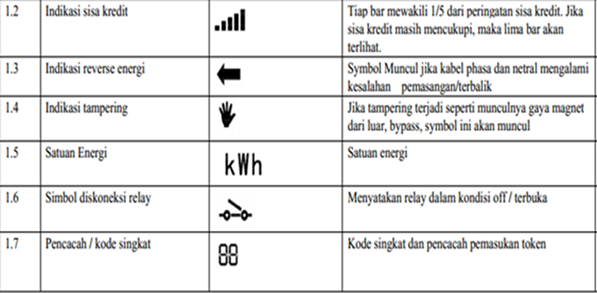 1.2 Indikasi sisa kredit Tiap bar mewakili 1/5 dari peringatan sisa kredit. Jika
sisa kredit masih mencukupi, maka lima bar akan
terlihat.
1.3 Indikasi reverse energi Symbol Muncul jika kabel phasa dan netral mengalami
kesalahan pemasangan/terbalik
1.4 Indikasi tampering Jika tampering terjadi seperti munculnya gaya magnet
dari luar, bypass, symbol ini akan muncul
1.5 Satuan Energi kWh Satuan energi
1.6 Simbol diskoneksi relay Menyatakan relay dalam kondisi off / terbuka
1.7 Pencacah / kode singkat 88 Kode singkat dan pencacah pemasukan token